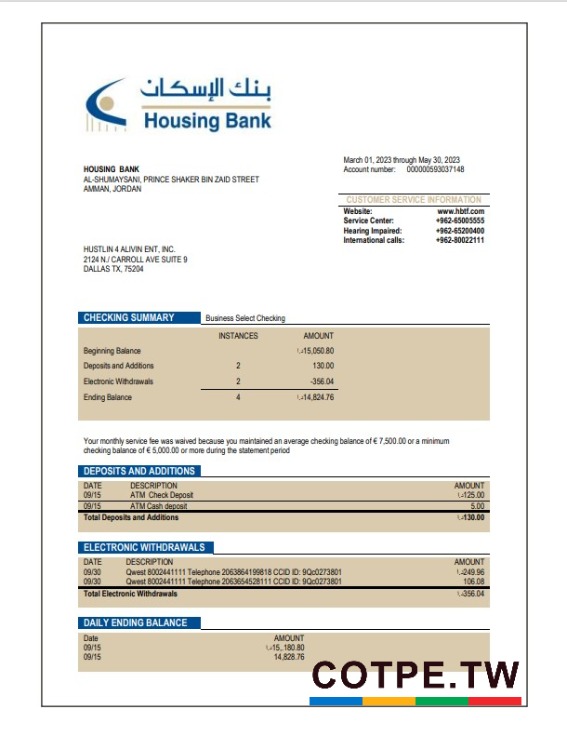 بنك الإسكان
Housing Bank
March 01, 2023 through May 30, 2023
Account number: 000000593037148
HOUSING BANK
AL-SHUMAYSANI, PRINCE SHAKER BIN ZAID STREET
AMMAN, JORDAN
CUSTOMER SERVICE INFORMATION
Website: www.hbtf.com
Service Center: +962-65005555
Hearing Impaired: +962-65200400
International calls: +962-80022111
HUSTLIN 4 ALIVIN ENT, INC.
2124 N./ CARROLL AVE SUITE 9
DALLAS TX, 75204
CHECKING SUMMARY Business Select Checking
INSTANCES AMOUNT
Beginning Balance 15,050.80
Deposits and Additions 2 130.00
Electronic Withdrawals 2 -356.04
Ending Balance 4 14,824.76
Your monthly service fee was waived because you maintained an average checking balance of € 7,500.00 or a minimum
checking balance of € 5,000.00 or more during the statement period
DEPOSITS AND ADDITIONS
DATE DESCRIPTION AMOUNT
09/15 ATM Check Deposit 125.00
09/15 ATM Cash deposit 5.00
Total Deposits and Additions 130.00
ELECTRONIC WITHDRAWALS
DATE DESCRIPTION AMOUNT
09/30 Qwest 8002441111 Telephone 2063864199818 CCID ID: 9Qc0273801 249.96
09/30 Qwest 8002441111 Telephone 2063654528111 CCID ID: 9Qc0273801 106.08
Total Electronic Withdrawals 356.04
DAILY ENDING BALANCE
Date AMOUNT
09/15 15,.180.80
09/15 14,828.76
COTPE.TW